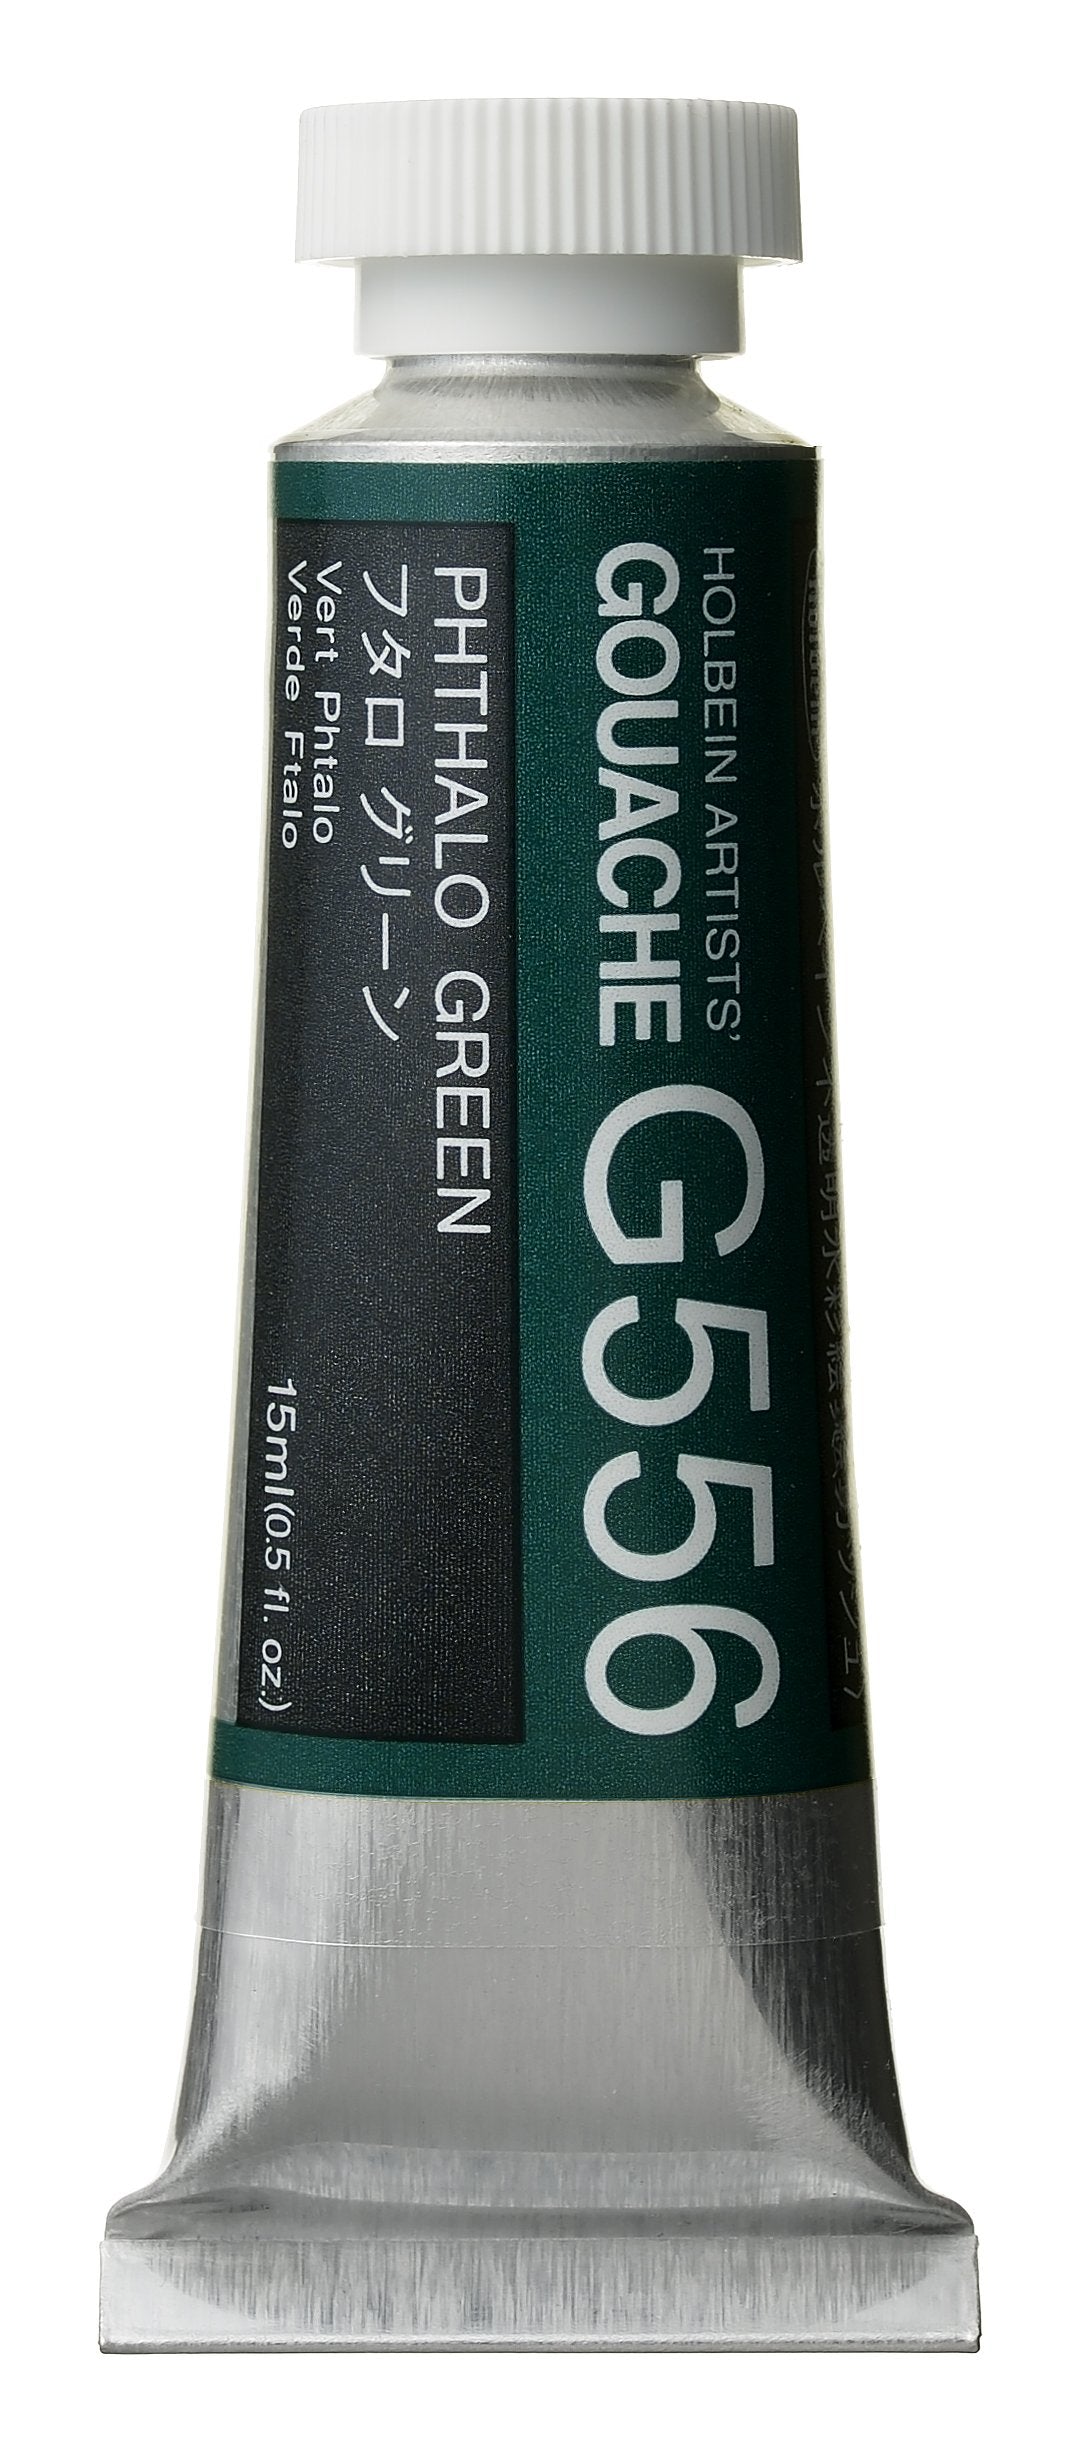 HOLBEIN ARTISTS'
GOUACHE G556
PHTHALO GREEN
フタロ グリーン
Vert Phtalo
Verde Ftalo
15ml(0.5 fl. oz.)